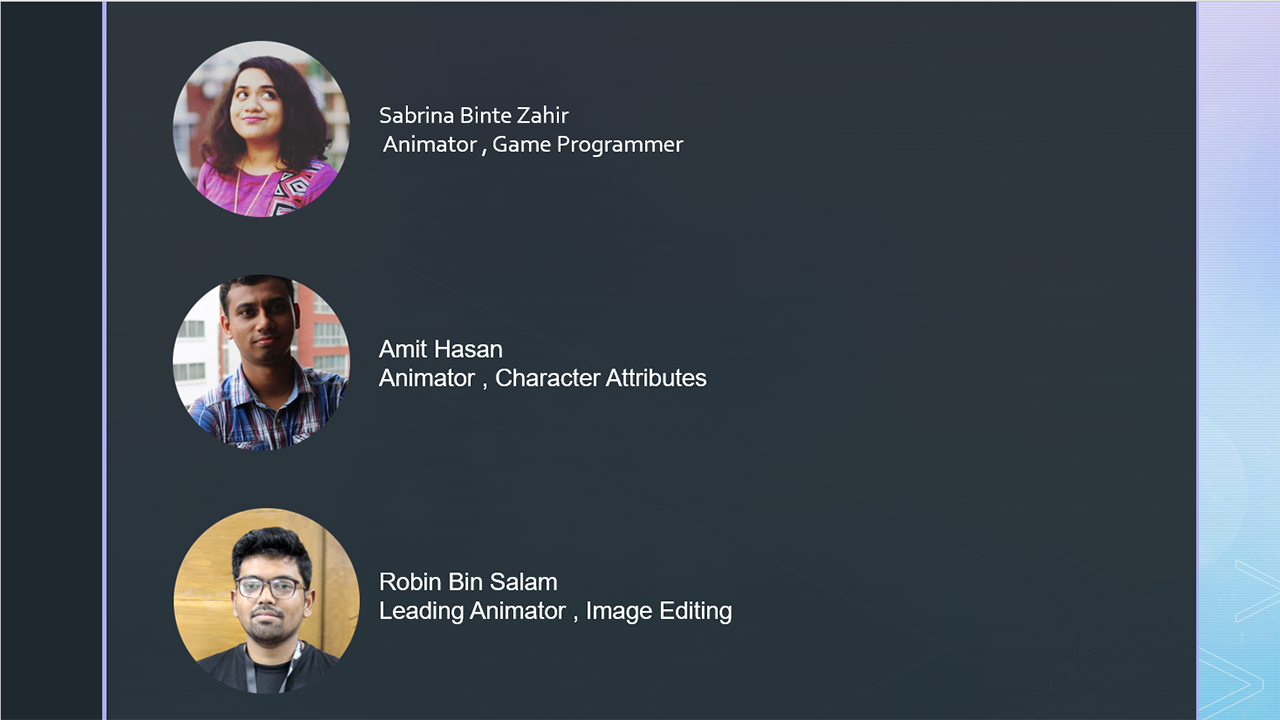 Sabrina Binte Zahir
Animator , Game Programmer
Amit Hasan
Animator , Character Attributes
Robin Bin Salam
Leading Animator , Image Editing